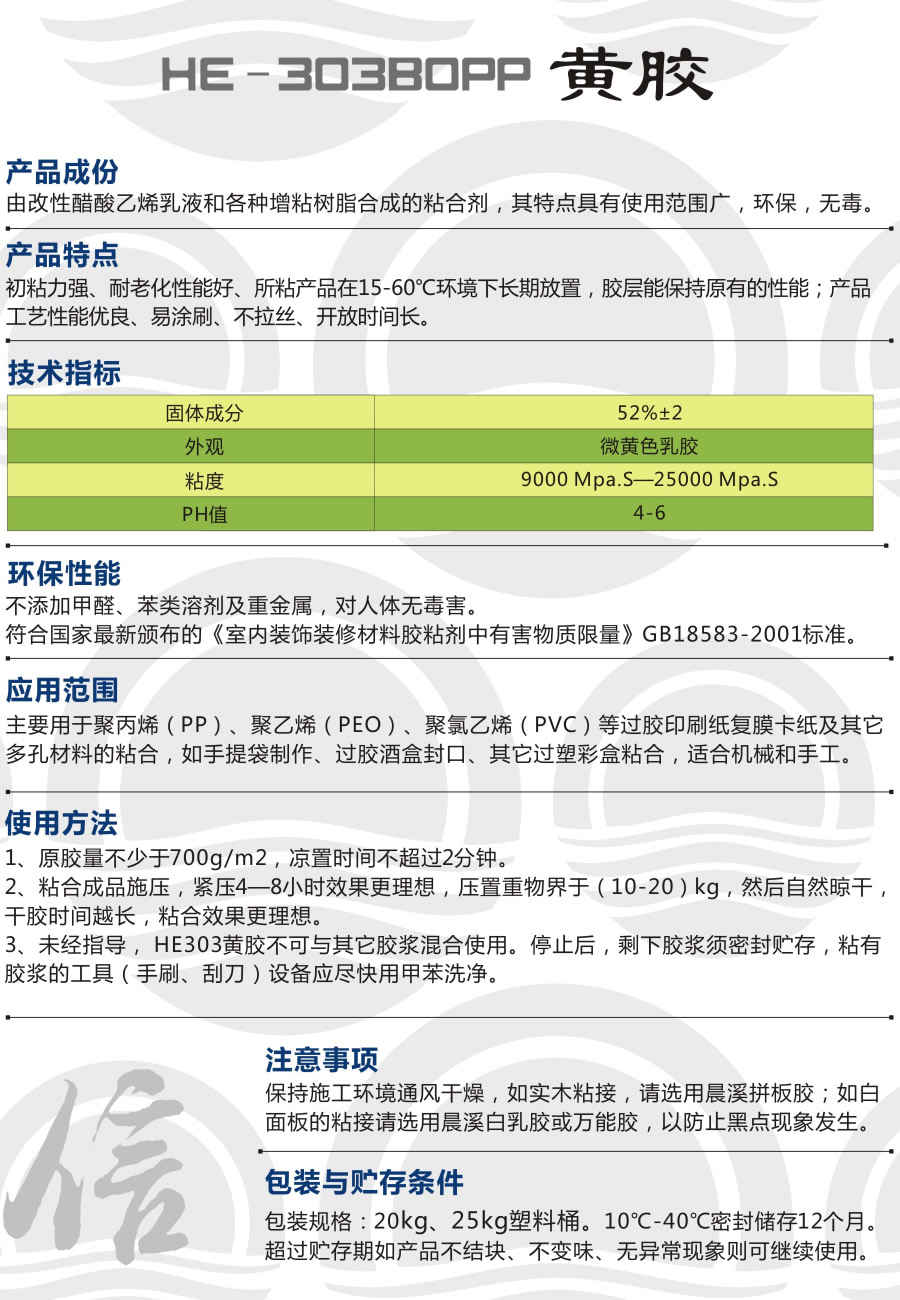 HE-303BOPP 黄胶
产品成份
由改性醋酸乙烯乳液和各种增粘树脂合成的粘合剂，其特点具有使用范围广，环保，无毒。
产品特点
初粘力强、耐老化性能好、所粘产品在15-60℃环境下长期放置，胶层能保持原有的性能；产品
工艺性能优良、易涂刷、不拉丝、开放时间长。
技术指标
固体成分 52%±2
外观 微黄色乳胶
粘度 9000 Mpa.S—25000 Mpa.S
PH值 4-6
环保性能
不添加甲醛、苯类溶剂及重金属，对人体无毒害。
符合国家最新颁布的《室内装饰装修材料胶粘剂中有害物质限量》GB18583-2001标准。
应用范围
主要用于聚丙烯（PP）、聚乙烯（PEO）、聚氯乙烯（PVC）等过胶印刷纸复膜卡纸及其它
多孔材料的粘合，如手提袋制作、过胶酒盒封口、其它过塑彩盒粘合，适合机械和手工。
使用方法
1、原胶量不少于700g/m2，凉置时间不超过2分钟。
2、粘合成品施压，紧压4—8小时效果更理想，压置重物界于（10-20）kg，然后自然晾干，
干胶时间越长，粘合效果更理想。
3、未经指导， HE303黄胶不可与其它胶浆混合使用。停止后，剩下胶浆须密封贮存，粘有
胶浆的工具（手刷、刮刀）设备应尽快用甲苯洗净。
信
注意事项
保持施工环境通风干燥，如实木粘接，请选用晨溪拼板胶；如白
面板的粘接请选用晨溪白乳胶或万能胶，以防止黑点现象发生。
包装与贮存条件
包装规格：20kg、25kg塑料桶。10℃-40℃密封储存12个月。
超过贮存期如产品不结块、不变味、无异常现象则可继续使用。